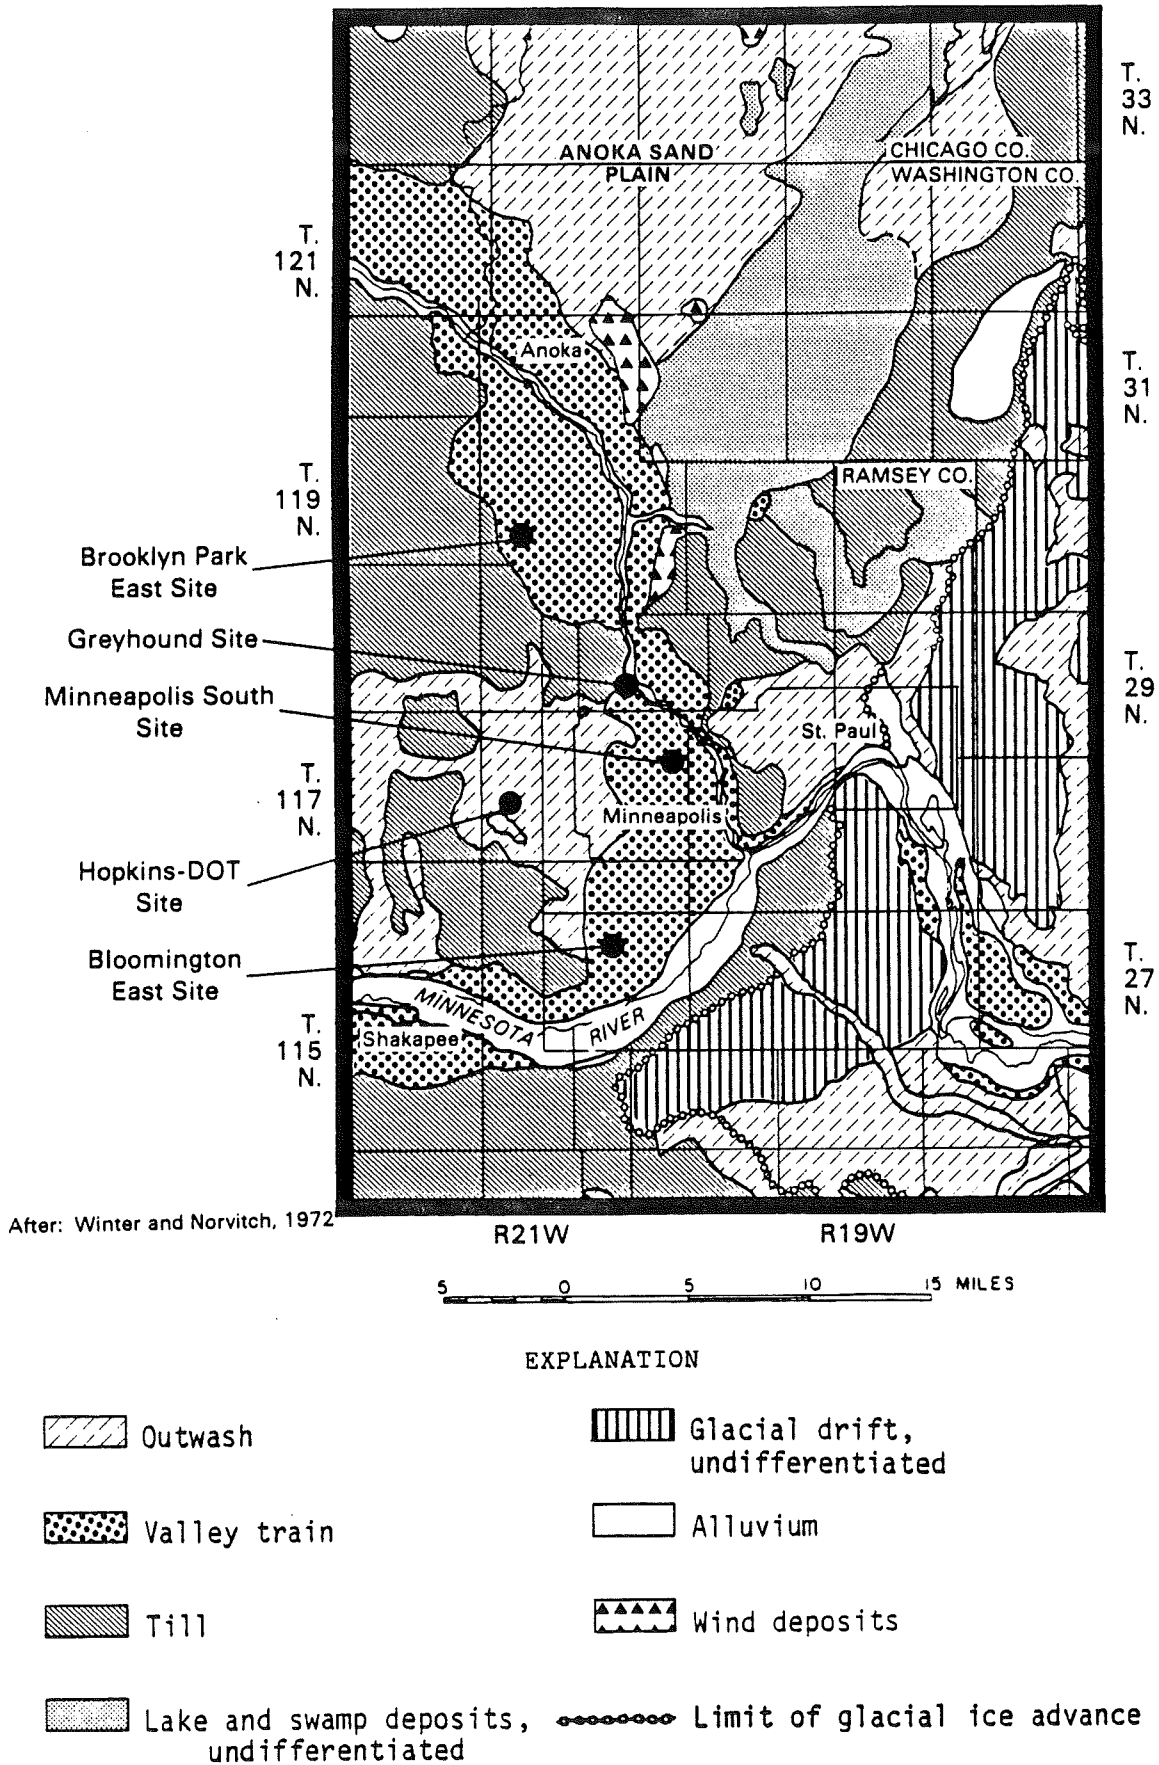 T.
33
N.
ANOKA SAND
PLAIN
CHICAGO CO.
WASHINGTON CO.
T.
121
N.
Anoka
T.
31
N.
T.
119
N.
RAMSEY CO.
Brooklyn Park
East Site
Greyhound Site
Minneapolis South
Site
T.
29
N.
St. Paul
T.
117
N.
Minneapolis
Hopkins-DOT
Site
Bloomington
East Site
T.
27
N.
MINNESOTA
RIVER
Shakapee
T.
115
N.
After: Winter and Norvitch, 1972
R21W
R19W
5 0 5 10 15 MILES
EXPLANATION
Outwash
Glacial drift,
undifferentiated
Valley train
Alluvium
Till
Wind deposits
Lake and swamp deposits,
undifferentiated
Limit of glacial ice advance